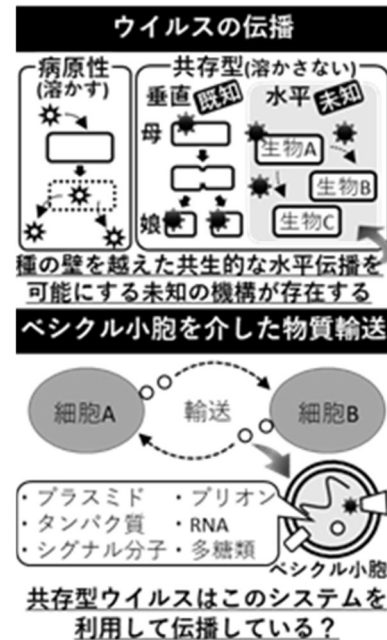 ウイルスの伝播
病原性
(溶かす)
共存型(溶かさない)
垂直 既知
水平 未知
母
娘
生物A
生物B
生物C
種の壁を越えた共生的な水平伝播を
可能にする未知の機構が存在する
ベシクル小胞を介した物質輸送
細胞A
輸送
細胞B
・プラスミド ・プリオン
・タンパク質 ・RNA
・シグナル分子 ・多糖類
ベシクル小胞
共存型ウイルスはこのシステムを
利用して伝播している？